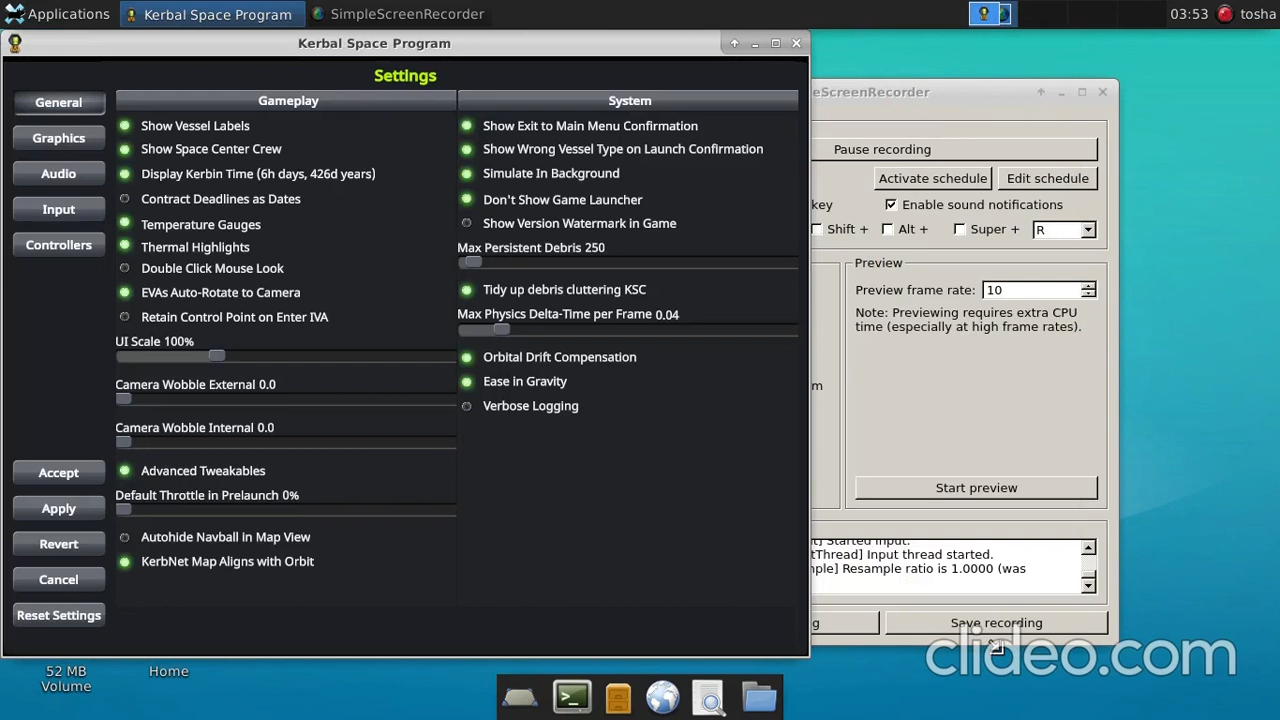 Applications
Kerbal Space Program
SimpleScreenRecorder
03:53
tosha
Kerbal Space Program
Settings
General
Graphics
Audio
Input
Controllers
Accept
Apply
Revert
Cancel
Reset Settings
Gameplay
Show Vessel Labels
Show Space Center Crew
Display Kerbin Time (6h days, 426d years)
Contract Deadlines as Dates
Temperature Gauges
Thermal Highlights
Double Click Mouse Look
EVAs Auto-Rotate to Camera
Retain Control Point on Enter IVA
UI Scale 100%
Camera Wobble External 0.0
Camera Wobble Internal 0.0
Advanced Tweakables
Default Throttle in Prelaunch 0%
Autohide Navball in Map View
KerbNet Map Aligns with Orbit
System
Show Exit to Main Menu Confirmation
Show Wrong Vessel Type on Launch Confirmation
Simulate In Background
Don't Show Game Launcher
Show Version Watermark in Game
Max Persistent Debris 250
Tidy up debris cluttering KSC
Max Physics Delta-Time per Frame 0.04
Orbital Drift Compensation
Ease in Gravity
Verbose Logging
eScreenRecorder
Pause recording
Activate schedule
Edit schedule
key
Enable sound notifications
Shift +
Alt +
Super +
R
Preview
Preview frame rate:
10
Note: Previewing requires extra CPU
time (especially at high frame rates).
m
Start preview
t] Started input.
tThread] Input thread started.
nple] Resample ratio is 1.0000 (was
g
Save recording
52 MB
Volume
Home
clideo.com